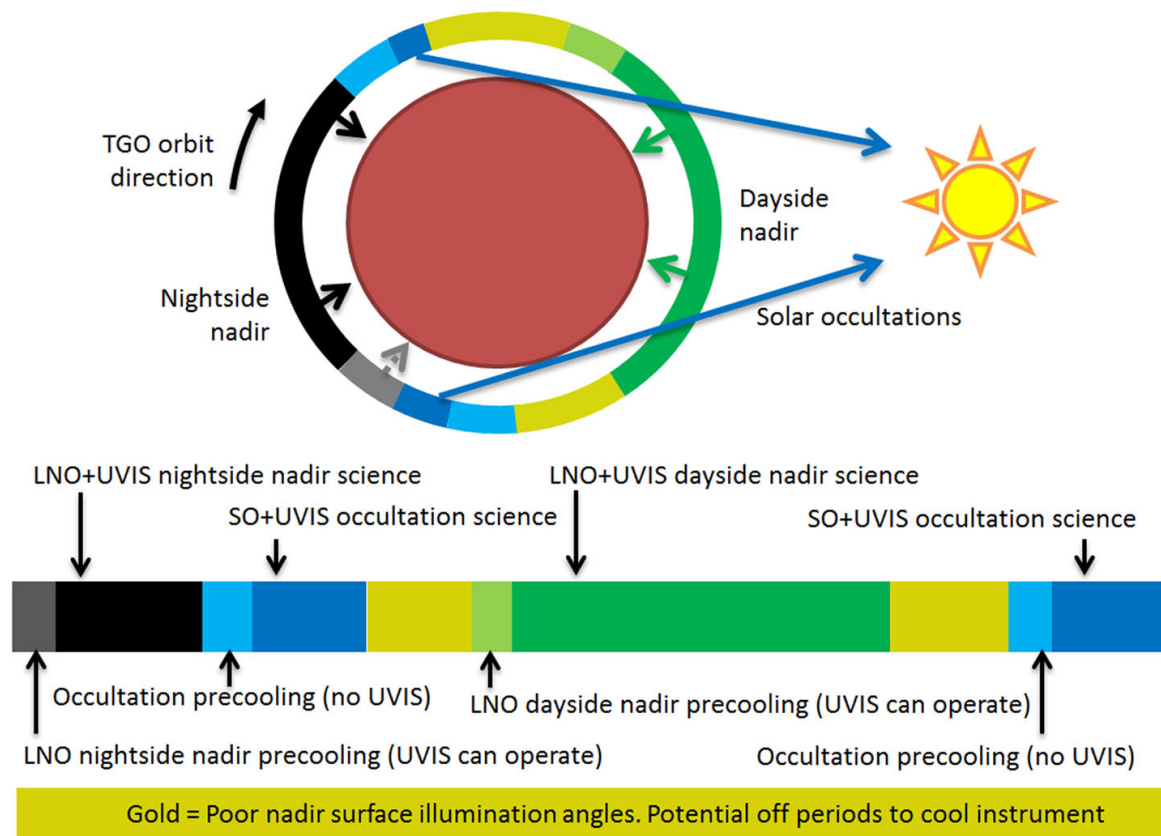 TGO orbit
direction
Dayside
nadir
Nightside
nadir
Solar occultations
LNO+UVIS nightside nadir science
LNO+UVIS dayside nadir science
SO+UVIS occultation science
SO+UVIS occultation science
Occultation precooling (no UVIS)
LNO dayside nadir precooling (UVIS can operate)
LNO nightside nadir precooling (UVIS can operate)
Occultation precooling (no UVIS)
Gold = Poor nadir surface illumination angles. Potential off periods to cool instrument